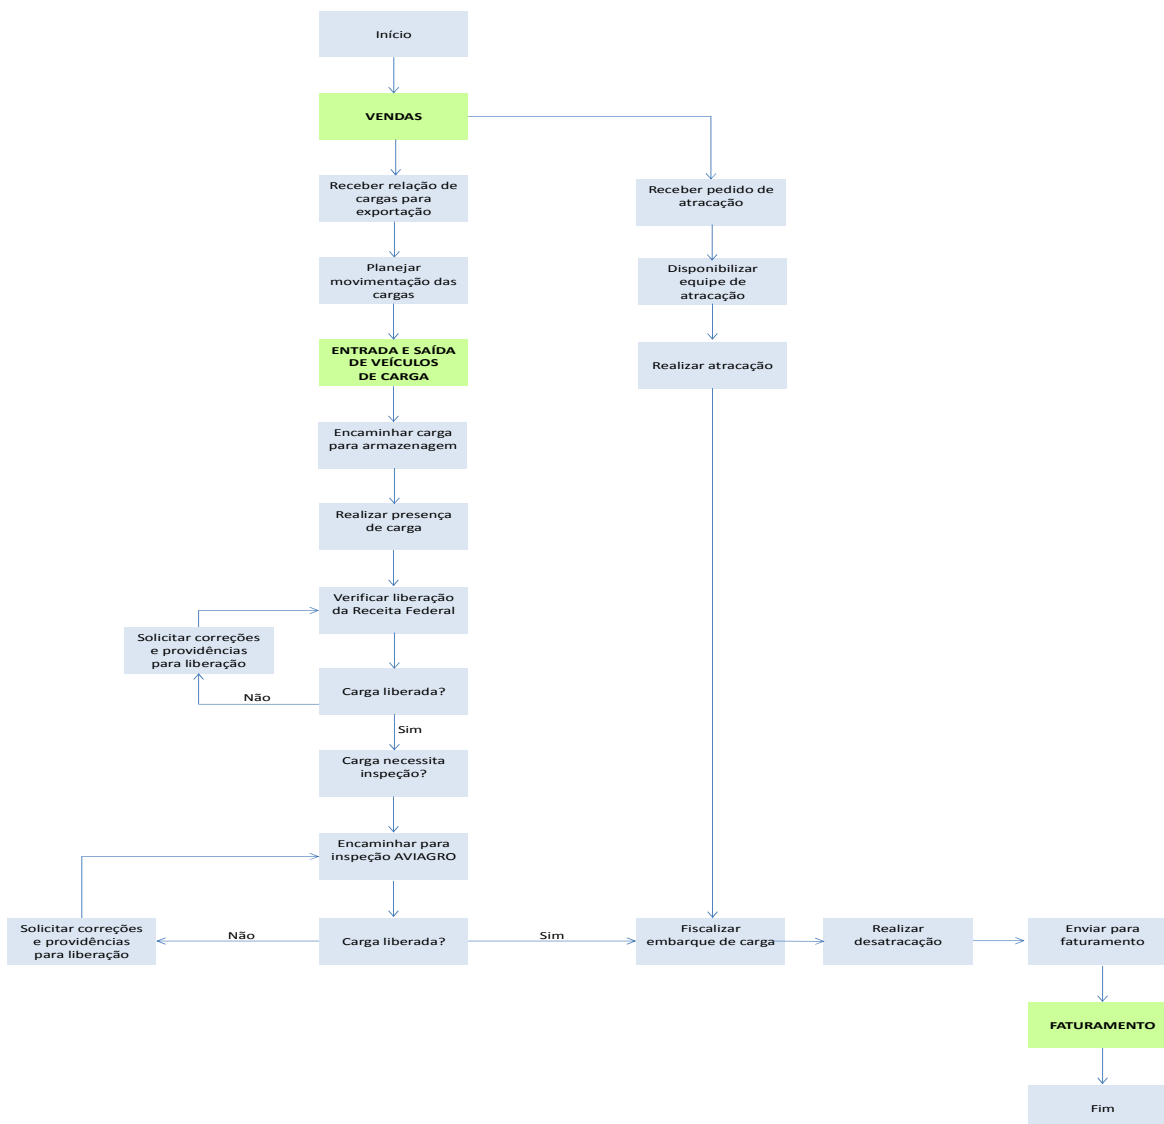 Início
VENDAS
Receber relação de
cargas para
exportação
Receber pedido de
atracação
Planejar
movimentação das
cargas
Disponibilizar
equipe de
atracação
ENTRADA E SAÍDA
DE VEÍCULOS
DE CARGA
Realizar atracação
Encaminhar carga
para armazenagem
Realizar presença
de carga
Verificar liberação
da Receita Federal
Solicitar correções
e providências
para liberação
Não
Carga liberada?
Sim
Carga necessita
inspeção?
Encaminhar para
inspeção AVIAGRO
Solicitar correções
e providências
para liberação
Não
Carga liberada?
Sim
Fiscalizar
embarque de carga
Realizar
desatracação
Enviar para
faturamento
FATURAMENTO
Fim